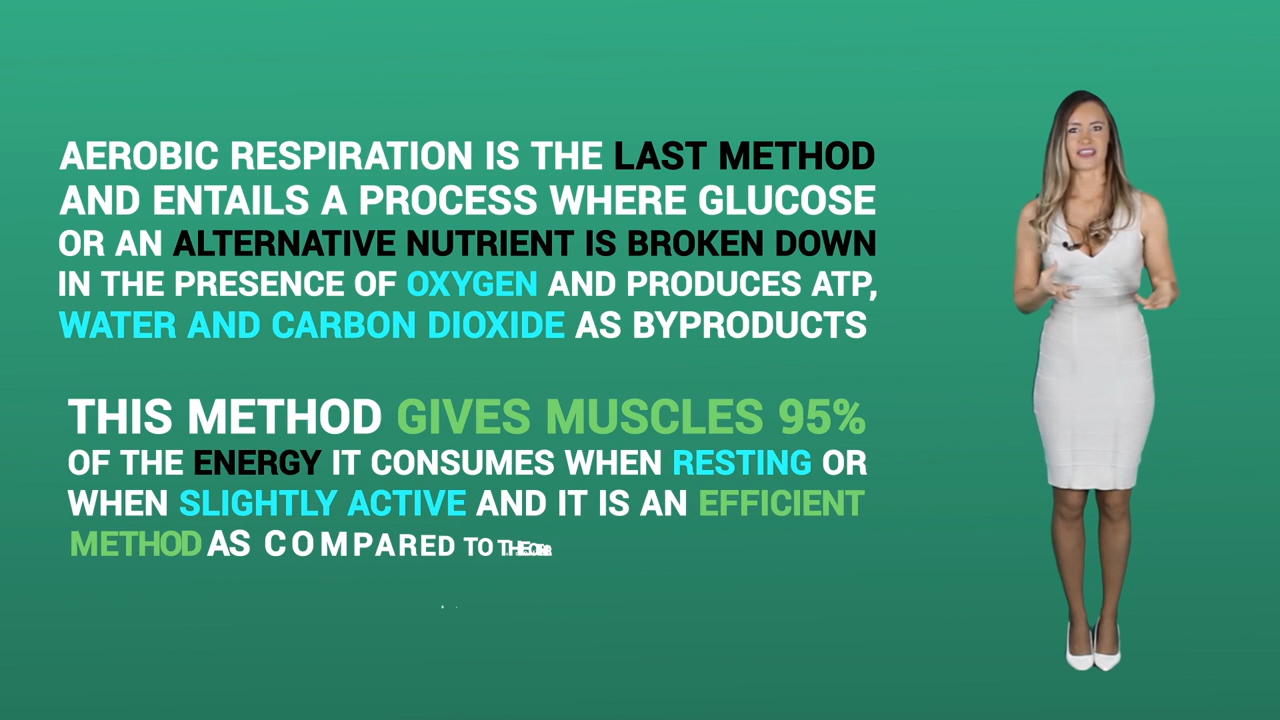 AEROBIC RESPIRATION IS THE LAST METHOD
AND ENTAILS A PROCESS WHERE GLUCOSE
OR AN ALTERNATIVE NUTRIENT IS BROKEN DOWN
IN THE PRESENCE OF OXYGEN AND PRODUCES ATP,
WATER AND CARBON DIOXIDE AS BYPRODUCTS
THIS METHOD GIVES MUSCLES 95%
OF THE ENERGY IT CONSUMES WHEN RESTING OR
WHEN SLIGHTLY ACTIVE AND IT IS AN EFFICIENT
METHOD AS COMPARED TO THE